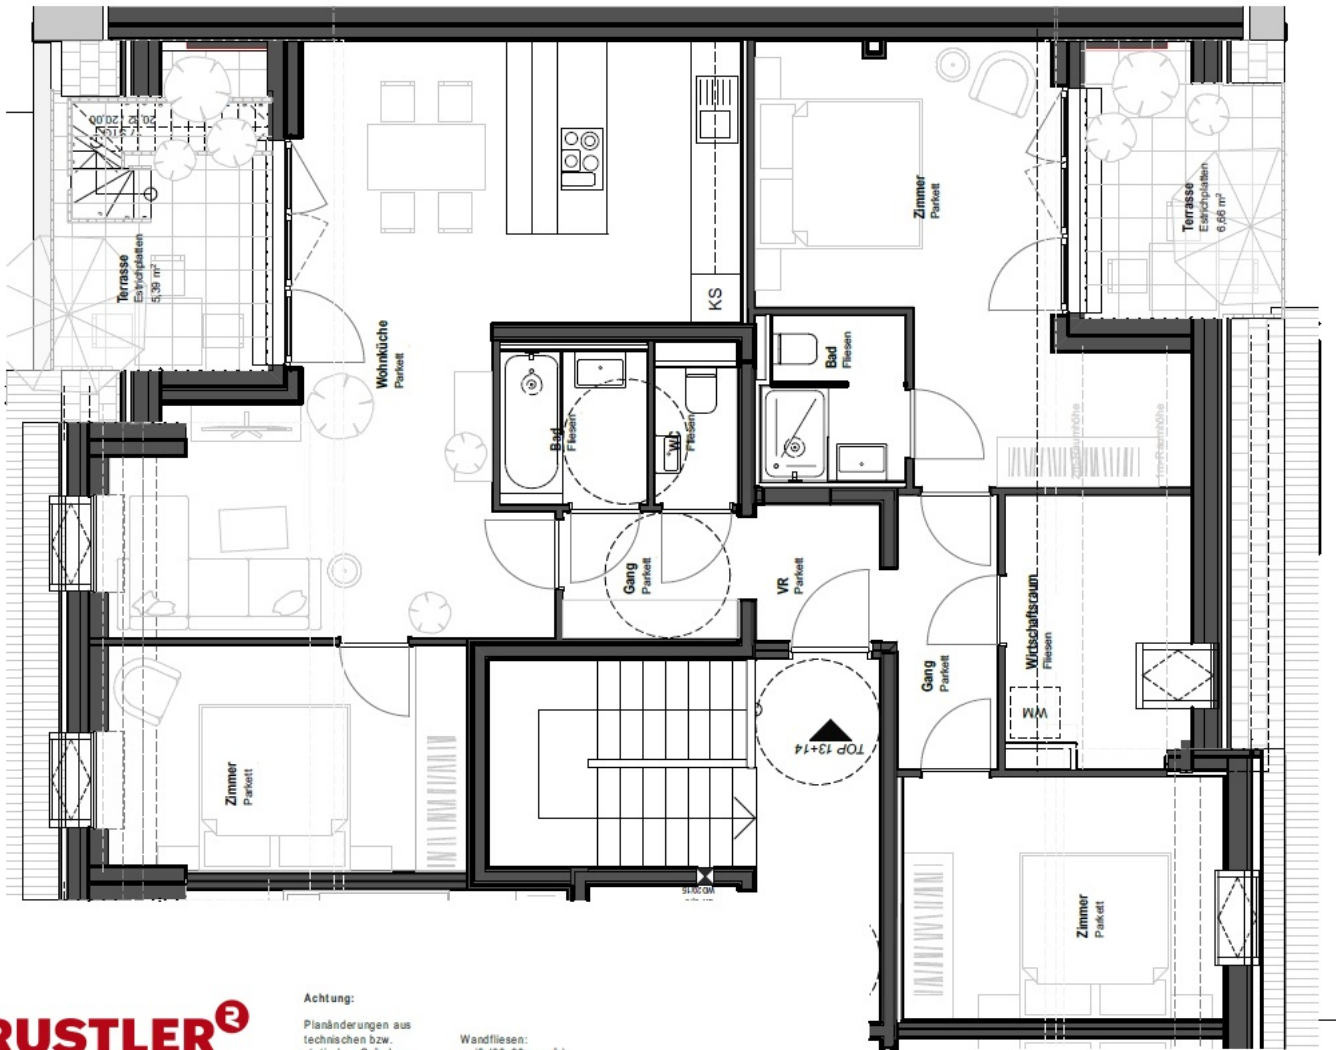 Terrasse
Estrichplatten
5,39 m²
Wohnküche
Parkett
KS
Zimmer
Parkett
Terrasse
Estrichplatten
6,66 m²
Bad
Fliesen
WC
Fliesen
Bad
Fliesen
Gang
Parkett
VR
Parkett
Wirtschaftsraum
Fliesen
WM
Gang
Parkett
TOP 13+14
Zimmer
Parkett
Zimmer
Parkett
1m-Raumhöhe
RUSTLER
Achtung:
Planänderungen aus
technischen bzw.
Wandfliesen: